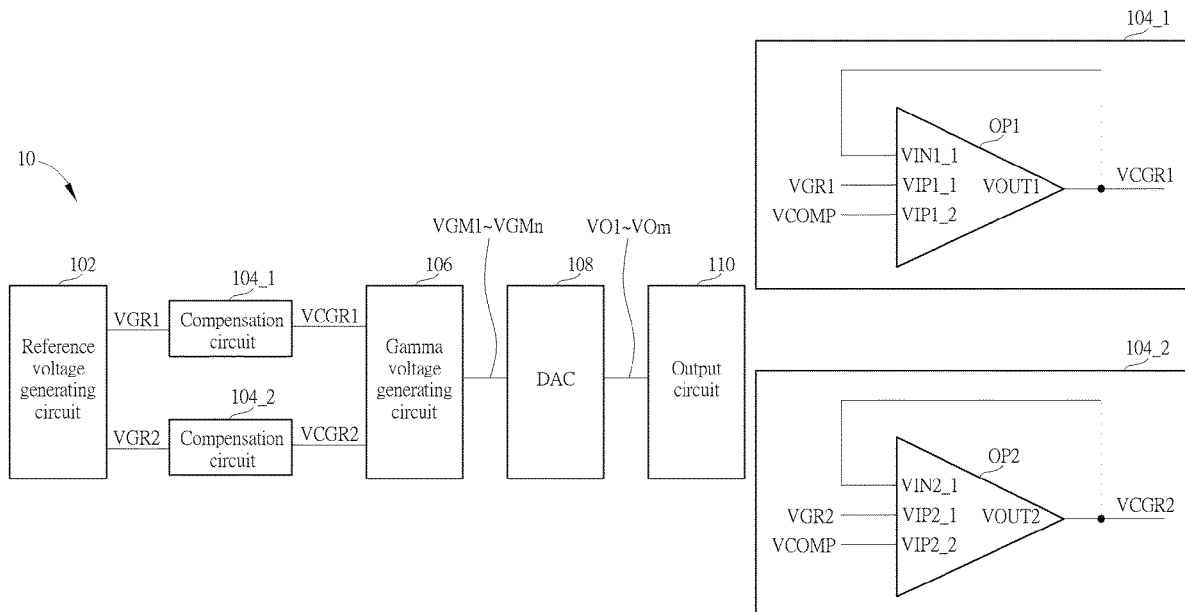 10
102
Reference
voltage
generating
circuit
VGR1
VGR2
104_1
Compensation
circuit
104_2
Compensation
circuit
VCGR1
VCGR2
106
Gamma
voltage
generating
circuit
VGM1~VGMn
108
DAC
VO1~VOm
110
Output
circuit
104_1
OP1
VIN1_1
VGR1
VIP1_1
VOUT1
VCGR1
VCOMP
VIP1_2
104_2
OP2
VIN2_1
VGR2
VIP2_1
VOUT2
VCGR2
VCOMP
VIP2_2